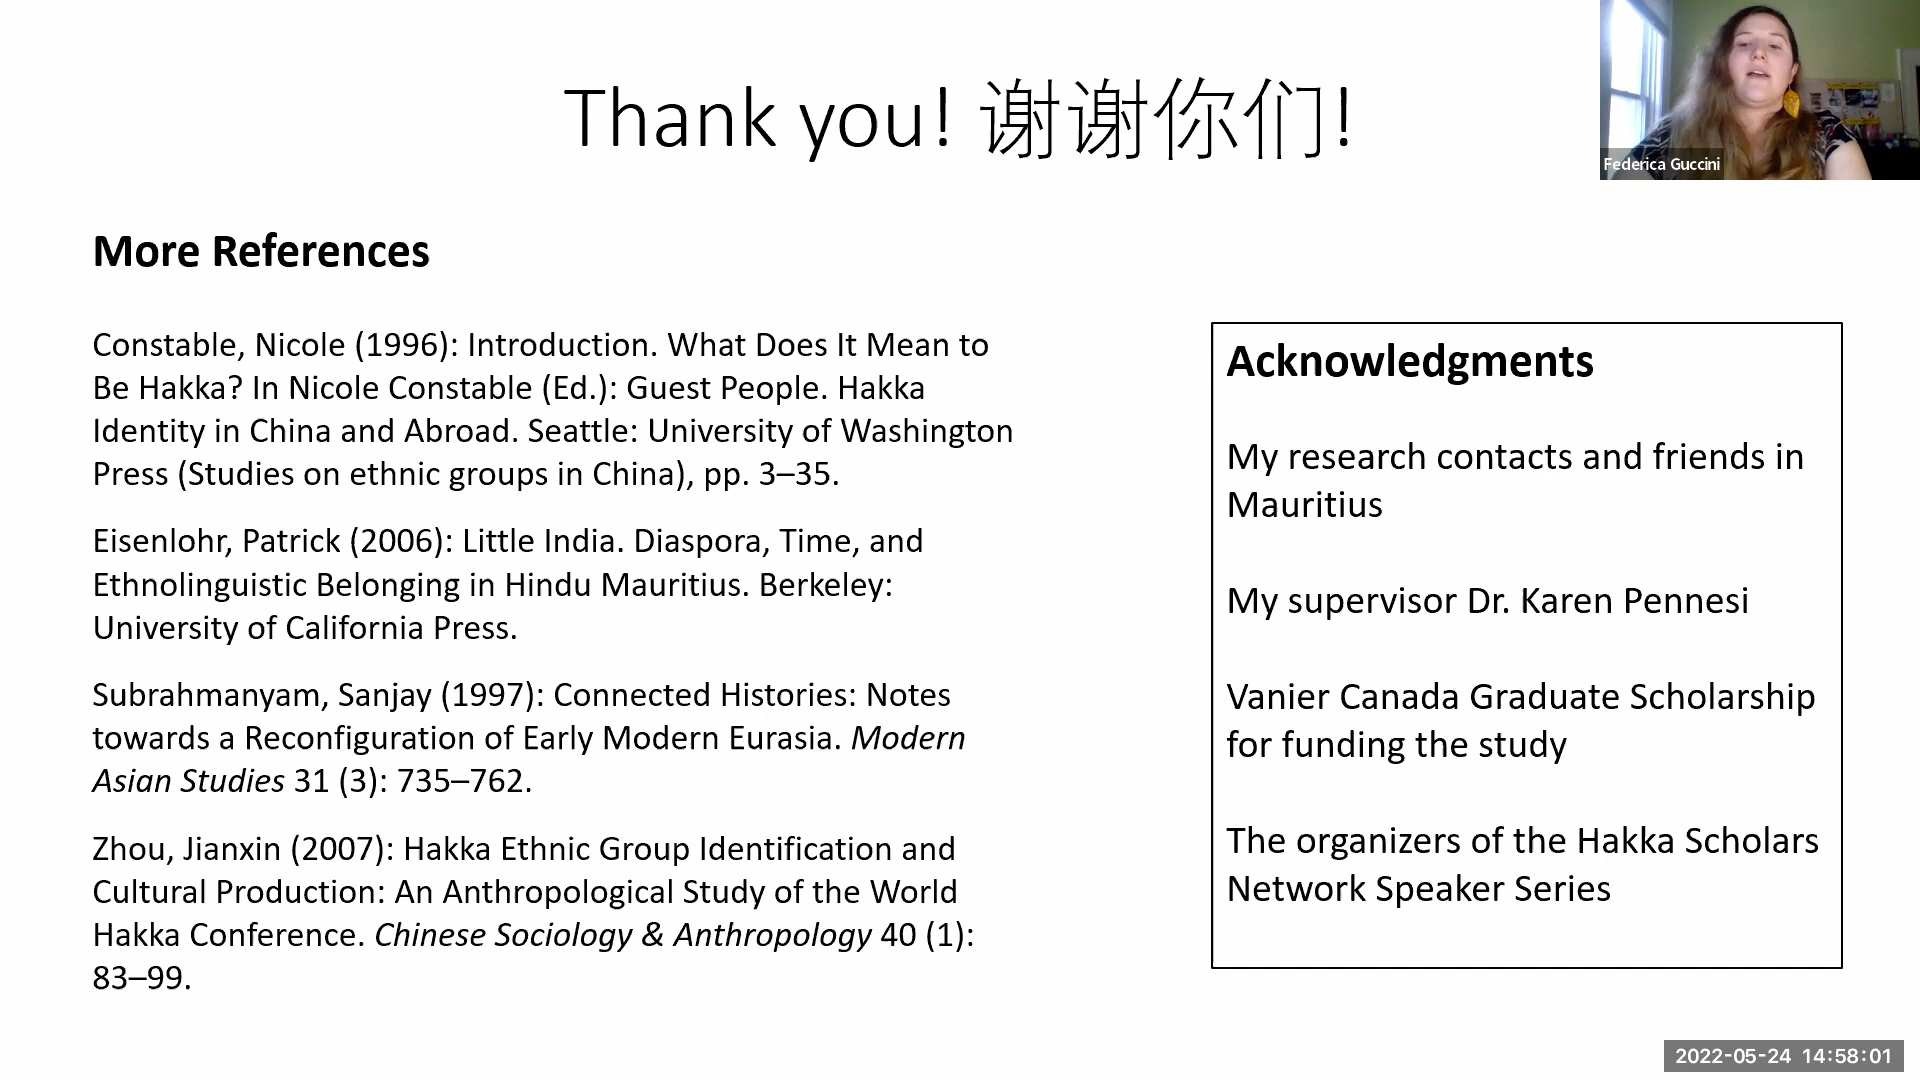 Thank you! 谢谢你们!
Federica Guccini
More References
Constable, Nicole (1996): Introduction. What Does It Mean to
Be Hakka? In Nicole Constable (Ed.): Guest People. Hakka
Identity in China and Abroad. Seattle: University of Washington
Press (Studies on ethnic groups in China), pp. 3–35.
Eisenlohr, Patrick (2006): Little India. Diaspora, Time, and
Ethnolinguistic Belonging in Hindu Mauritius. Berkeley:
University of California Press.
Subrahmanyam, Sanjay (1997): Connected Histories: Notes
towards a Reconfiguration of Early Modern Eurasia. Modern
Asian Studies 31 (3): 735–762.
Zhou, Jianxin (2007): Hakka Ethnic Group Identification and
Cultural Production: An Anthropological Study of the World
Hakka Conference. Chinese Sociology & Anthropology 40 (1):
83–99.
Acknowledgments
My research contacts and friends in
Mauritius
My supervisor Dr. Karen Pennesi
Vanier Canada Graduate Scholarship
for funding the study
The organizers of the Hakka Scholars
Network Speaker Series
2022-05-24 14:58:01